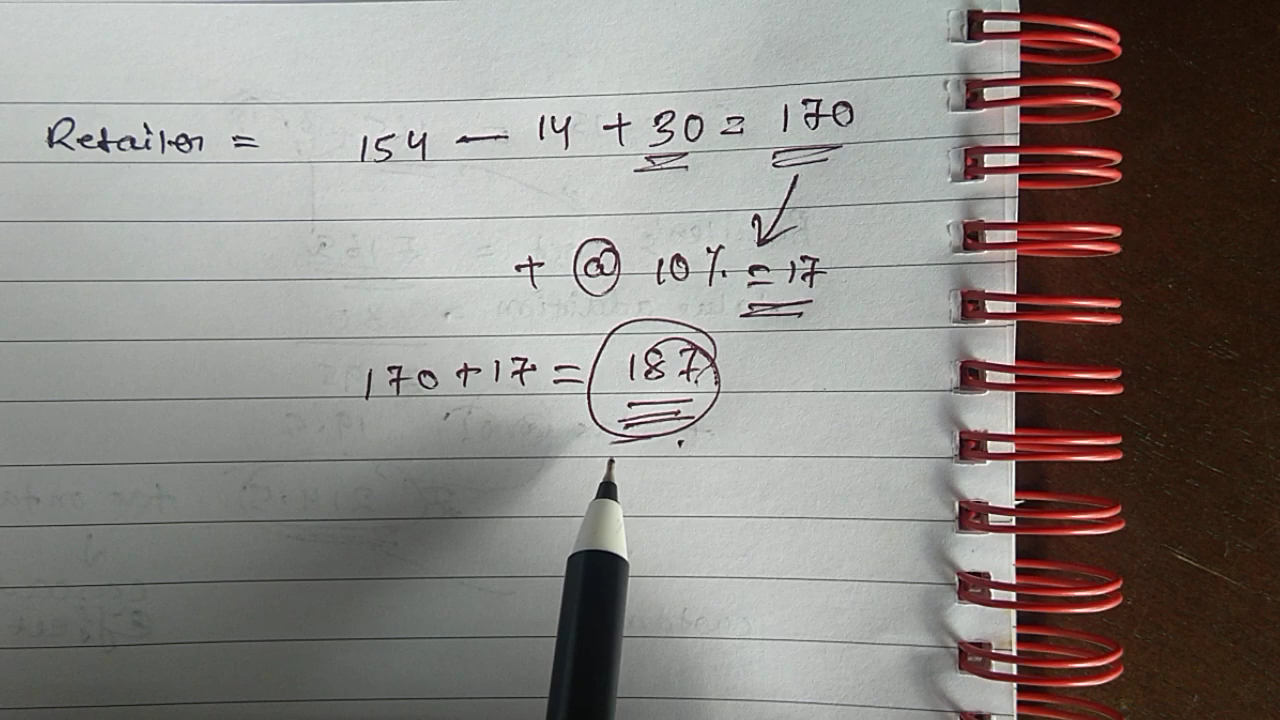 Retailer = 154 - 14 + 30 = 170
+ @ 10% = 17
170 + 17 = 187